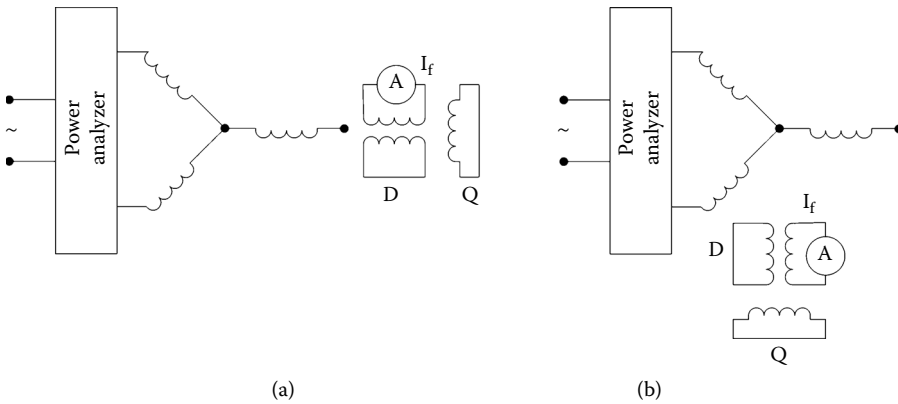 Power
analyzer
~
A
I_f
D
Q
(a)
Power
analyzer
~
I_f
D
A
Q
(b)